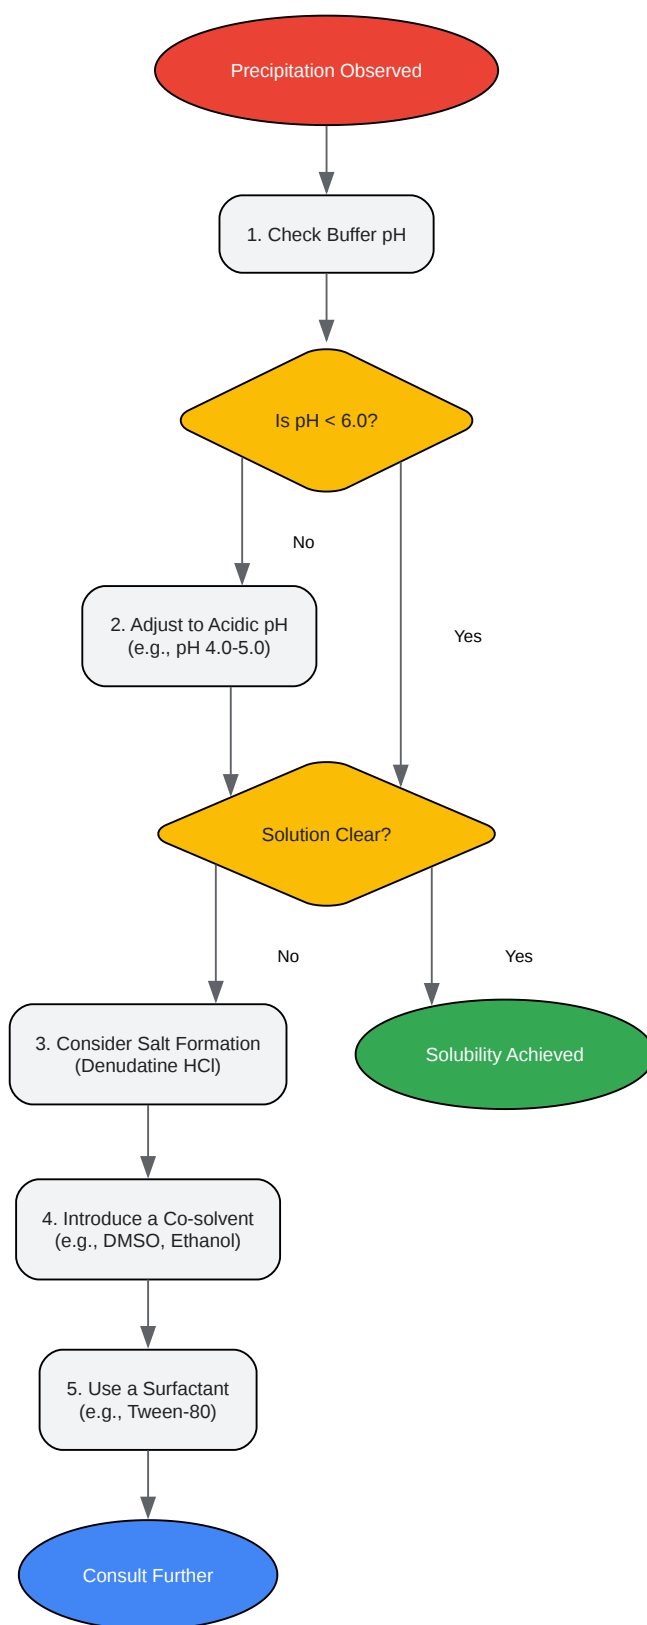 Precipitation Observed
1. Check Buffer pH
Is pH < 6.0?
No
2. Adjust to Acidic pH
(e.g., pH 4.0-5.0)
Yes
Solution Clear?
No
Yes
3. Consider Salt Formation
(Denudatine HCl)
Solubility Achieved
4. Introduce a Co-solvent
(e.g., DMSO, Ethanol)
5. Use a Surfactant
(e.g., Tween-80)
Consult Further